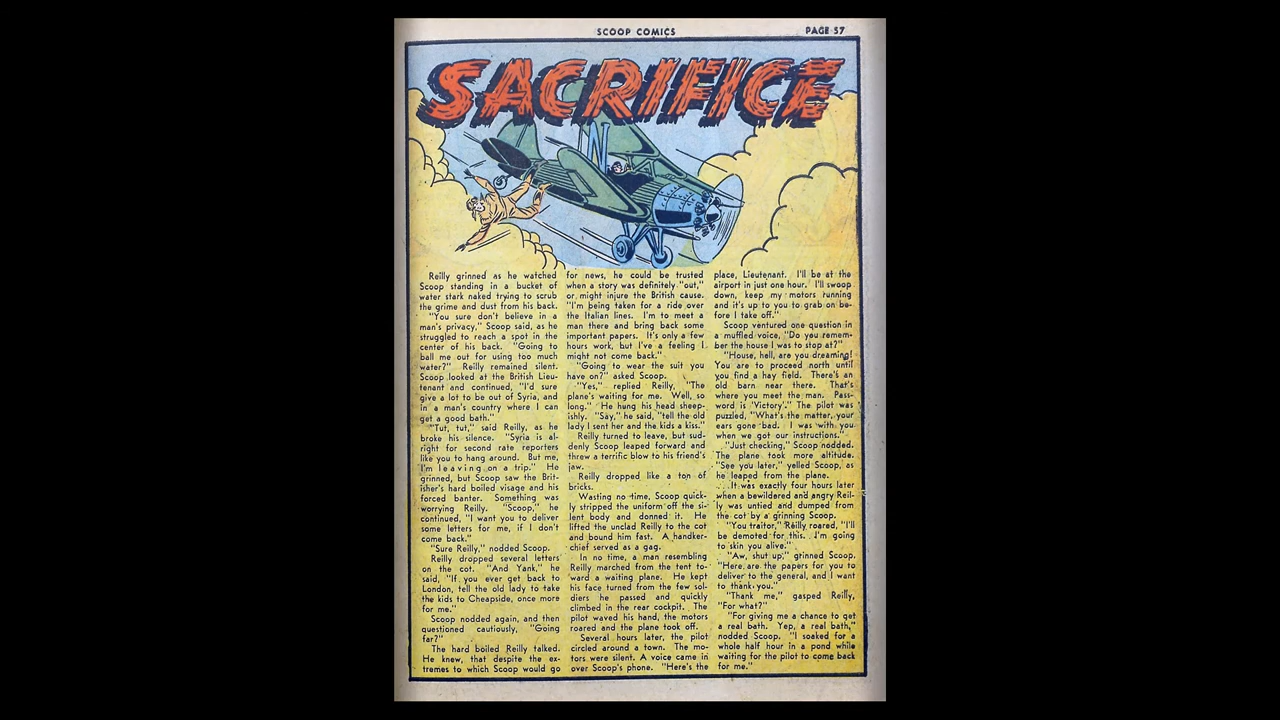 SCOOP COMICS
PAGE 57
SACRIFICE
Reilly grinned as he watched
Scoop standing in a bucket of
water stark naked trying to scrub
the grime and dust from his back.
"You sure don't believe in a
man's privacy," Scoop said, as he
struggled to reach a spot in the
center of his back. "Going to
ball me out for using too much
water?" Reilly remained silent.
Scoop looked at the British Lieu-
tenant and continued, "I'd sure
give a lot to be out of Syria, and
in a man's country where I can
get a good bath."
"Tut, tut," said Reilly, as he
broke his silence. "Syria is al-
right for second rate reporters
like you to hang around. But me,
I'm leaving on a trip." He
grinned, but Scoop saw the Brit-
isher's hard boiled visage and his
forced banter. Something was
worrying Reilly. "Scoop," he
continued, "I want you to deliver
some letters for me, if I don't
come back."
"Sure Reilly," nodded Scoop.
Reilly dropped several letters
on the cot. "And Yank," he
said, "If you ever get back to
London, tell the old lady to take
the kids to Cheapside, once more
for me."
Scoop nodded again, and then
questioned cautiously, "Going
far?"
The hard boiled Reilly talked.
He knew, that despite the ex-
tremes to which Scoop would go
for news, he could be trusted
when a story was definitely "out,"
or might injure the British cause.
"I'm being taken for a ride over
the Italian lines. I'm to meet a
man there and bring back some
important papers. It's only a few
hours work, but I've a feeling I
might not come back."
"Going to wear the suit you
have on?" asked Scoop.
"Yes," replied Reilly, "The
plane's waiting for me. Well, so
long." He hung his head sheep-
ishly. "Say," he said, "tell the old
lady I sent her and the kids a kiss."
Reilly turned to leave, but sud-
denly Scoop leaped forward and
threw a terrific blow to his friend's
jaw.
Reilly dropped like a ton of
bricks.
Wasting no time, Scoop quick-
ly stripped the uniform off the si-
lent body and donned it. He
lifted the unclad Reilly to the cot
and bound him fast. A handker-
chief served as a gag.
In no time, a man resembling
Reilly marched from the tent to-
ward a waiting plane. He kept
his face turned from the few sol-
diers he passed and quickly
climbed in the rear cockpit. The
pilot waved his hand, the motors
roared and the plane took off.
Several hours later, the pilot
circled around a town. The mo-
tors were silent. A voice came in
over Scoop's phone. "Here's the
place, Lieutenant. I'll be at the
airport in just one hour. I'll swoop
down, keep my motors running
and it's up to you to grab on be-
fore I take off."
Scoop ventured one question in
a muffled voice, "Do you remem-
ber the house I was to stop at?"
"House, hell, are you dreaming!
You are to proceed north until
you find a hay field. There's an
old barn near there. That's
where you meet the man. Pass-
word is 'Victory'." The pilot was
puzzled, "What's the matter, your
ears gone bad. I was with you
when we got our instructions."
"Just checking," Scoop nodded.
The plane took more altitude.
"See you later," yelled Scoop, as
he leaped from the plane.
It was exactly four hours later
when a bewildered and angry Reil-
ly was untied and dumped from
the cot by a grinning Scoop.
"You traitor," Reilly roared, "I'll
be demoted for this. I'm going
to skin you alive."
"Aw, shut up," grinned Scoop.
"Here are the papers for you to
deliver to the general, and I want
to thank you."
"Thank me," gasped Reilly,
"For what?"
"For giving me a chance to get
a real bath. Yep, a real bath,"
nodded Scoop. "I soaked for a
whole half hour in a pond while
waiting for the pilot to come back
for me."